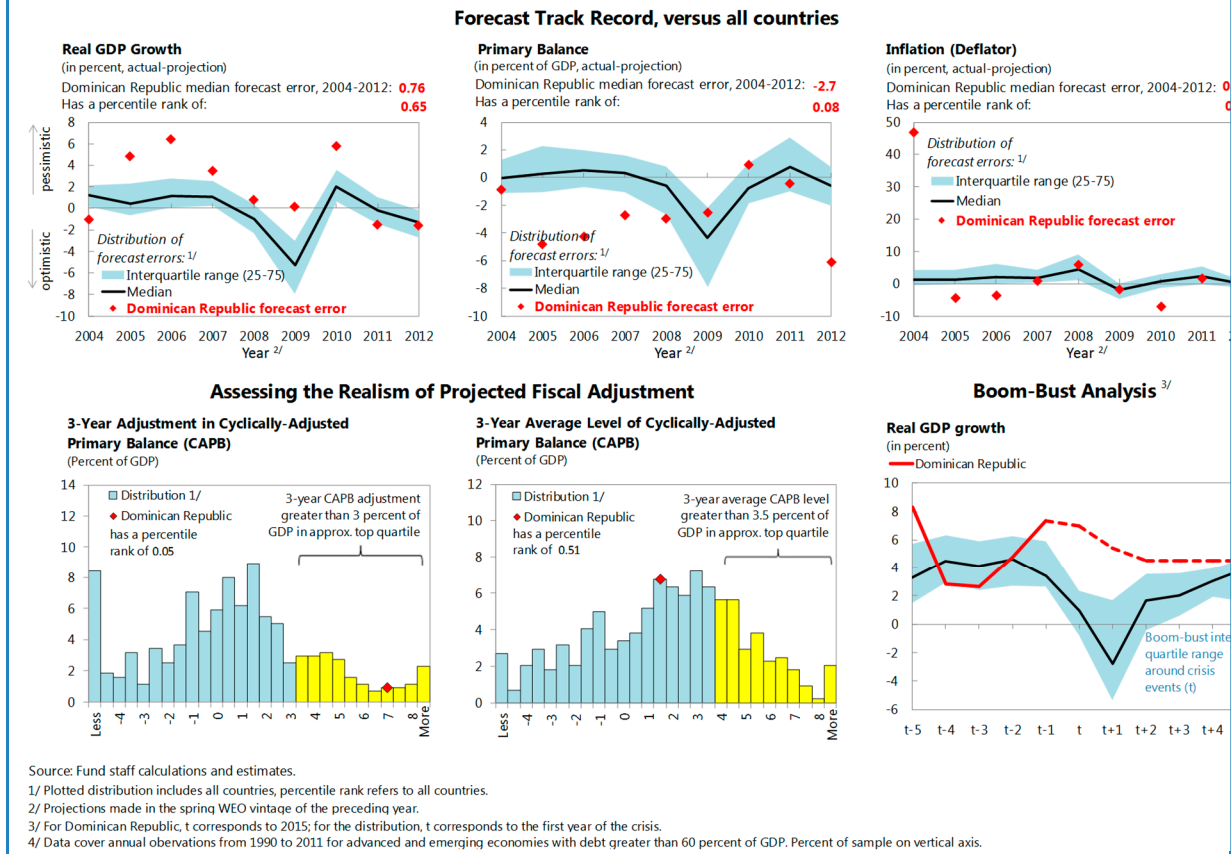 Forecast Track Record, versus all countries
Real GDP Growth
(in percent, actual-projection)
Dominican Republic median forecast error, 2004-2012: 0.76
Has a percentile rank of: 0.65
pessimistic
optimistic
8
6
4
2
0
-2
-4
-6
-8
-10
Distribution of
forecast errors: 1/
Interquartile range (25-75)
Median
Dominican Republic forecast error
2004 2005 2006 2007 2008 2009 2010 2011 2012
Year 2/
Primary Balance
(in percent of GDP, actual-projection)
Dominican Republic median forecast error, 2004-2012: -2.7
Has a percentile rank of: 0.08
4
2
0
-2
-4
-6
-8
-10
Distribution of
forecast errors: 1/
Interquartile range (25-75)
Median
Dominican Republic forecast error
2004 2005 2006 2007 2008 2009 2010 2011 2012
Year 2/
Inflation (Deflator)
(in percent, actual-projection)
Dominican Republic median forecast error, 2004-2012:
Has a percentile rank of:
50
40
30
20
10
0
-10
Distribution of
forecast errors: 1/
Interquartile range (25-75)
Median
Dominican Republic forecast error
2004 2005 2006 2007 2008 2009 2010 2011
Year 2/
Assessing the Realism of Projected Fiscal Adjustment
Boom-Bust Analysis 3/
3-Year Adjustment in Cyclically-Adjusted
Primary Balance (CAPB)
(Percent of GDP)
14
12
10
8
6
4
2
0
Distribution 1/
Dominican Republic
has a percentile
rank of 0.05
3-year CAPB adjustment
greater than 3 percent of
GDP in approx. top quartile
Less -4 -3 -2 -1 0 1 2 3 4 5 6 7 8 More
3-Year Average Level of Cyclically-Adjusted
Primary Balance (CAPB)
(Percent of GDP)
12
10
8
6
4
2
0
Distribution 1/
Dominican Republic
has a percentile
rank of 0.51
3-year average CAPB level
greater than 3.5 percent of
GDP in approx. top quartile
Less -4 -3 -2 -1 0 1 2 3 4 5 6 7 8 More
Real GDP growth
(in percent)
Dominican Republic
10
8
6
4
2
0
-2
-4
-6
Boom-bust inte
quartile range
around crisis
events (t)
t-5 t-4 t-3 t-2 t-1 t t+1 t+2 t+3 t+4
Source: Fund staff calculations and estimates.
1/ Plotted distribution includes all countries, percentile rank refers to all countries.
2/ Projections made in the spring WEO vintage of the preceding year.
3/ For Dominican Republic, t corresponds to 2015; for the distribution, t corresponds to the first year of the crisis.
4/ Data cover annual obervations from 1990 to 2011 for advanced and emerging economies with debt greater than 60 percent of GDP. Percent of sample on vertical axis.